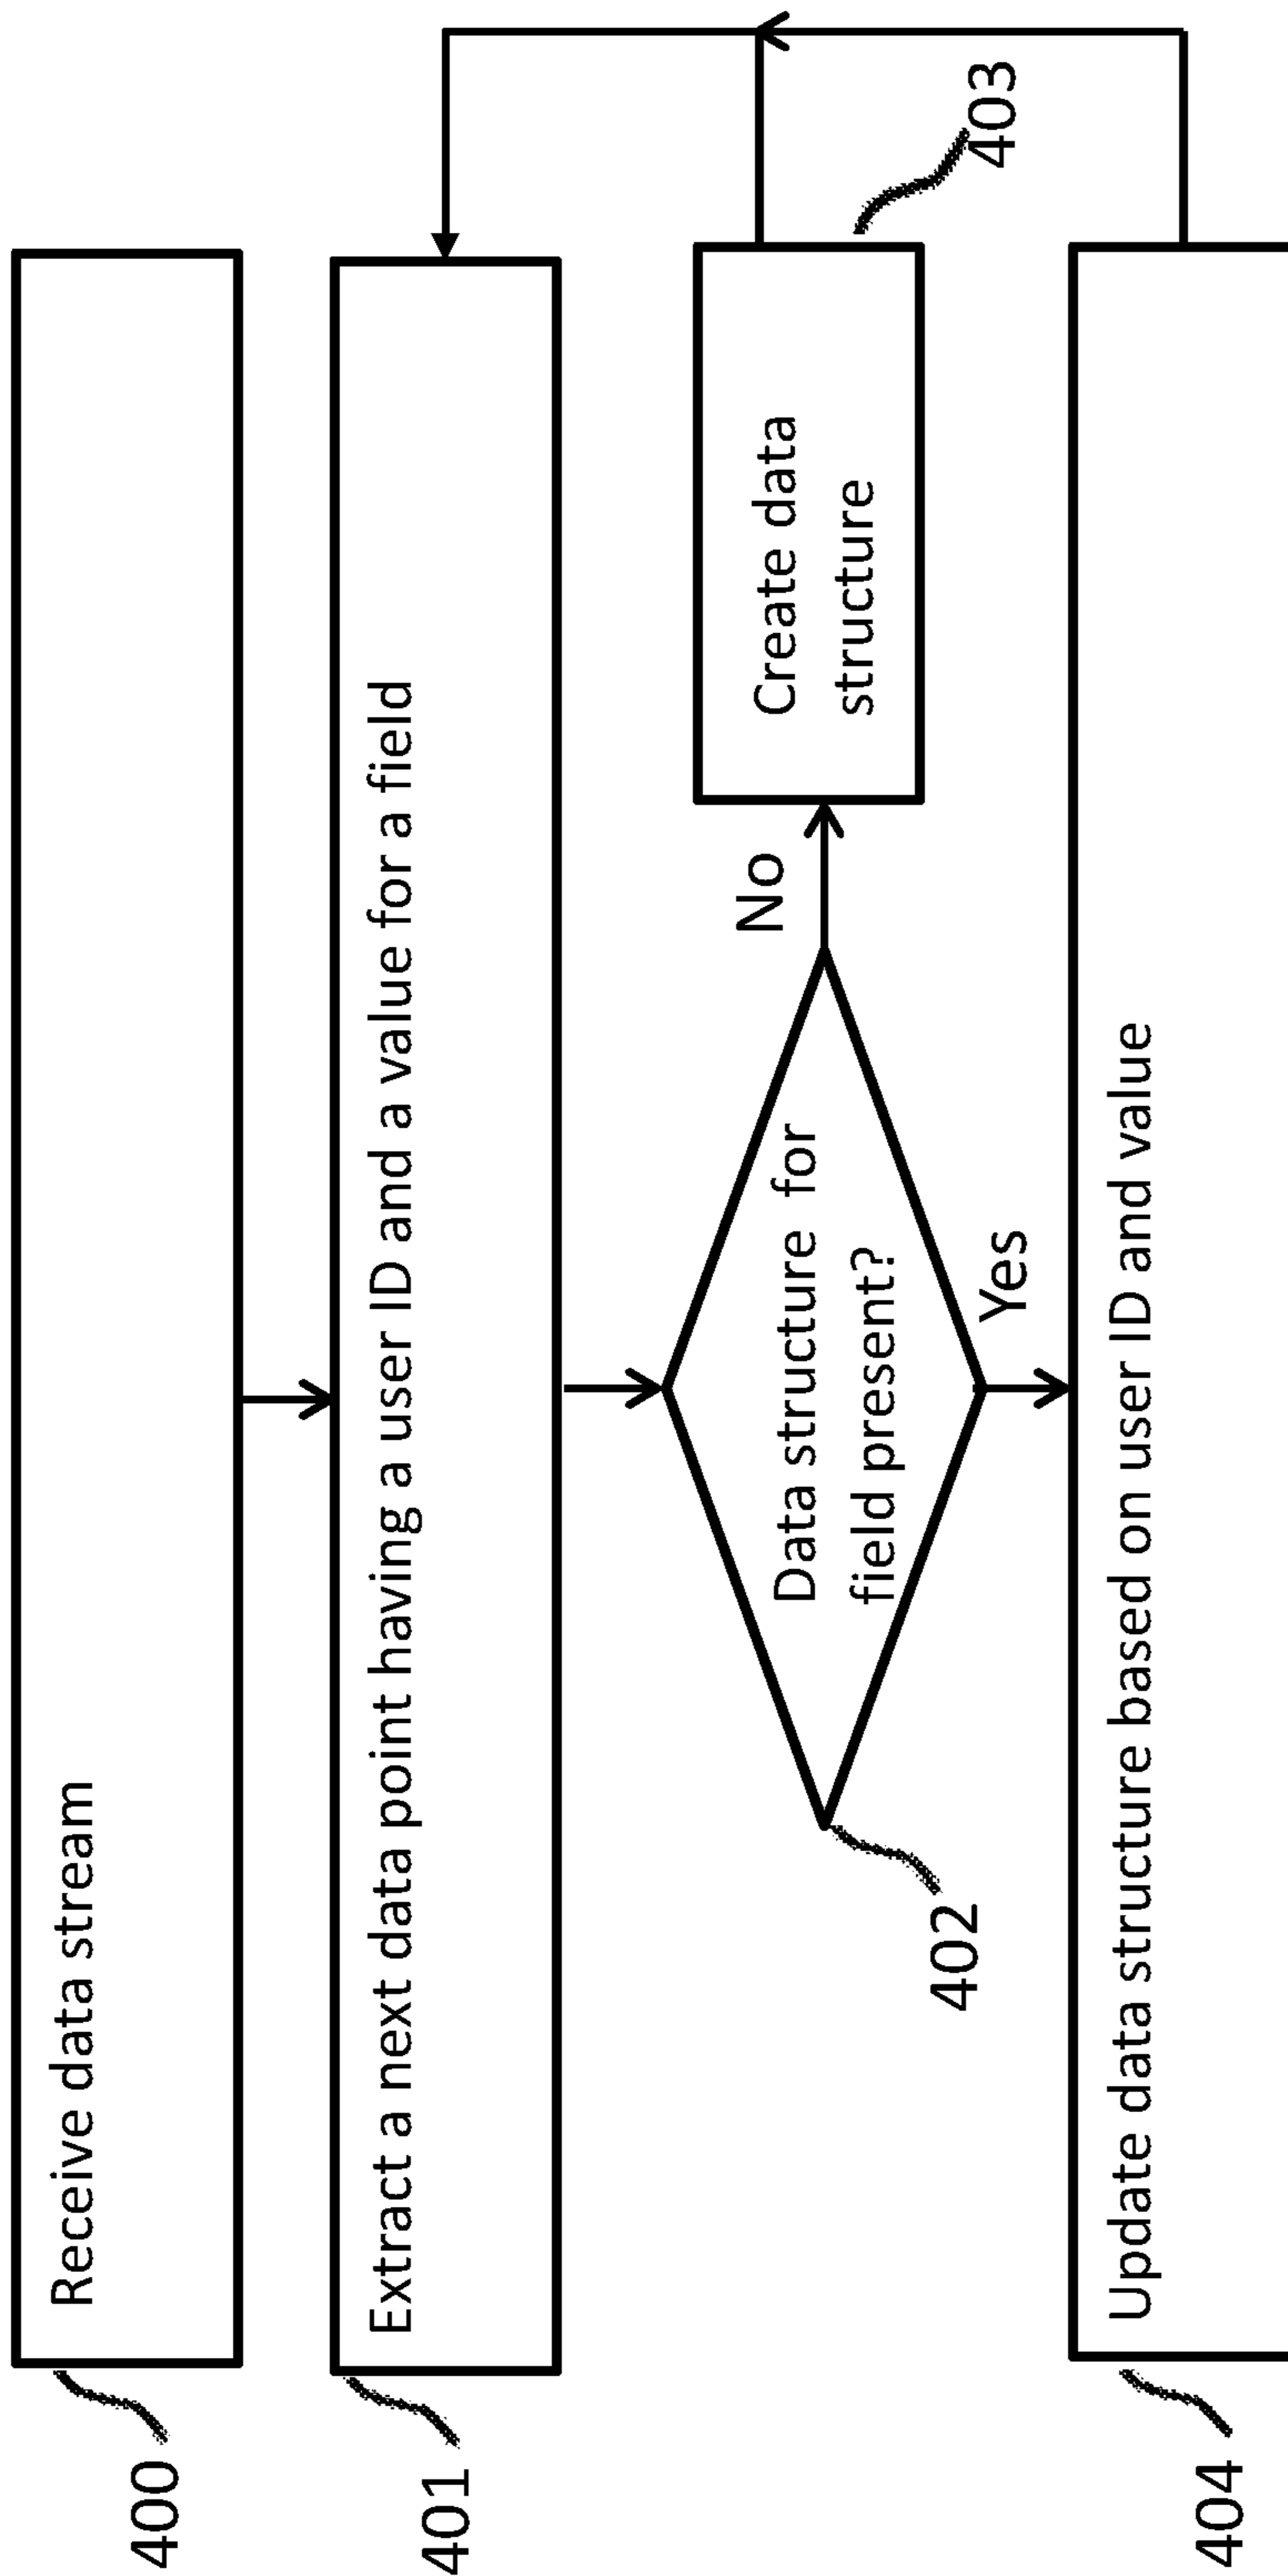 Receive data stream
400
Extract a next data point having a user ID and a value for a field
401
Data structure for
field present?
402
No
Create data
structure
403
Yes
Update data structure based on user ID and value
404